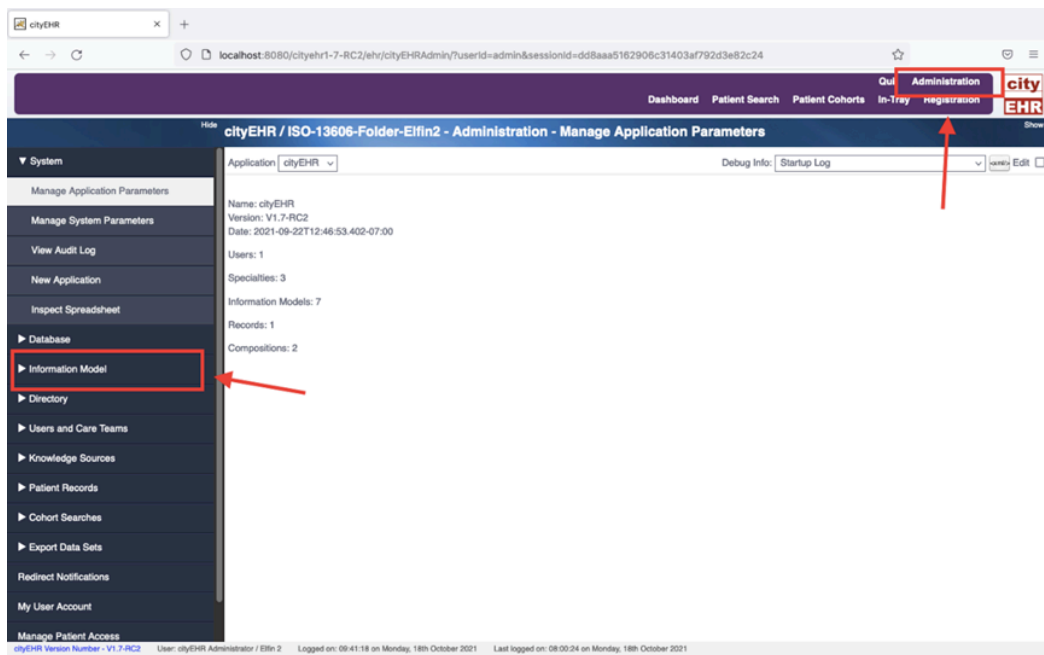 cityEHR
localhost:8080/cityehr1-7-RC2/ehr/cityEHRAdmin/?userId=admin&sessionId=dd8aaa5162906c31403af792d3e82c24
Administration
city
EHR
Dashboard Patient Search Patient Cohorts In-Tray Registration
Hide
cityEHR / ISO-13606-Folder-Elfin2 - Administration - Manage Application Parameters
Show
▼ System
Application cityEHR
Debug Info: Startup Log
Edit
Manage Application Parameters
Manage System Parameters
View Audit Log
New Application
Inspect Spreadsheet
▶ Database
▶ Information Model
▶ Directory
▶ Users and Care Teams
▶ Knowledge Sources
▶ Patient Records
▶ Cohort Searches
▶ Export Data Sets
Redirect Notifications
My User Account
Manage Patient Access
Name: cityEHR
Version: V1.7-RC2
Date: 2021-09-22T12:46:53.402-07:00
Users: 1
Specialties: 3
Information Models: 7
Records: 1
Compositions: 2
cityEHR Version Number - V1.7-RC2 User: cityEHR Administrator / Elfin 2 Logged on: 09:41:18 on Monday, 18th October 2021 Last logged on: 08:00:24 on Monday, 18th October 2021